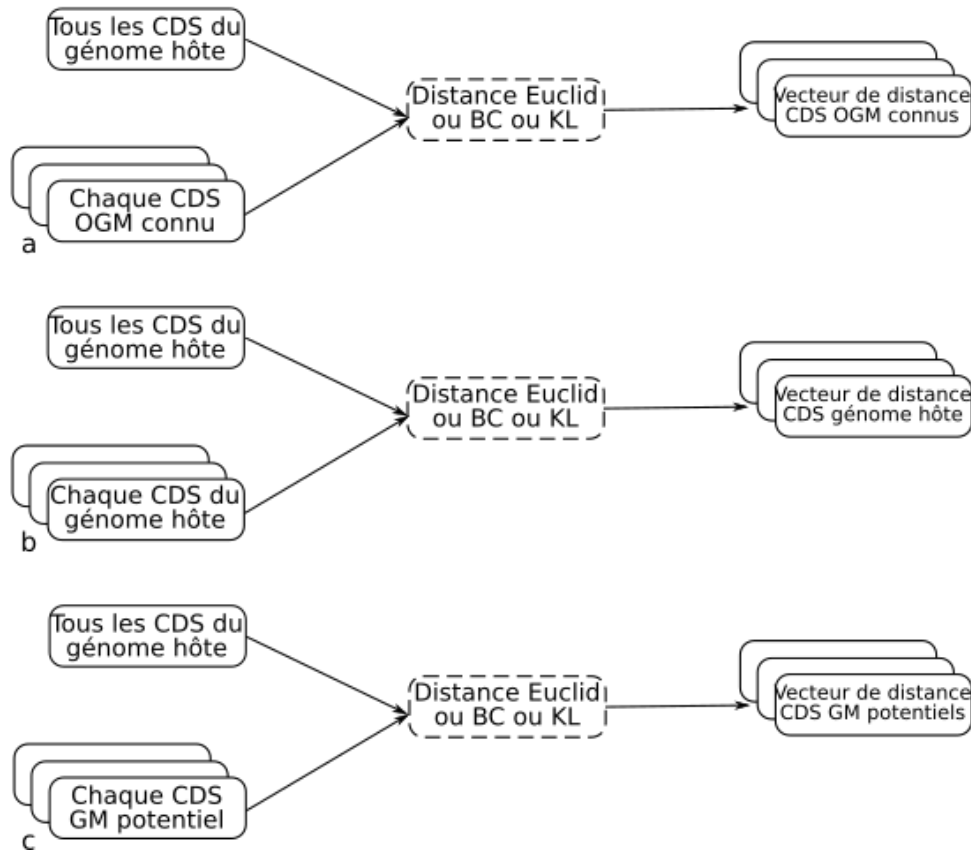 Tous les CDS du
génome hôte
Distance Euclid
ou BC ou KL
Vecteur de distance
CDS OGM connus
Chaque CDS
OGM connu
a
Tous les CDS du
génome hôte
Distance Euclid
ou BC ou KL
Vecteur de distance
CDS génome hôte
Chaque CDS du
génome hôte
b
Tous les CDS du
génome hôte
Distance Euclid
ou BC ou KL
Vecteur de distance
CDS GM potentiels
Chaque CDS
GM potentiel
c